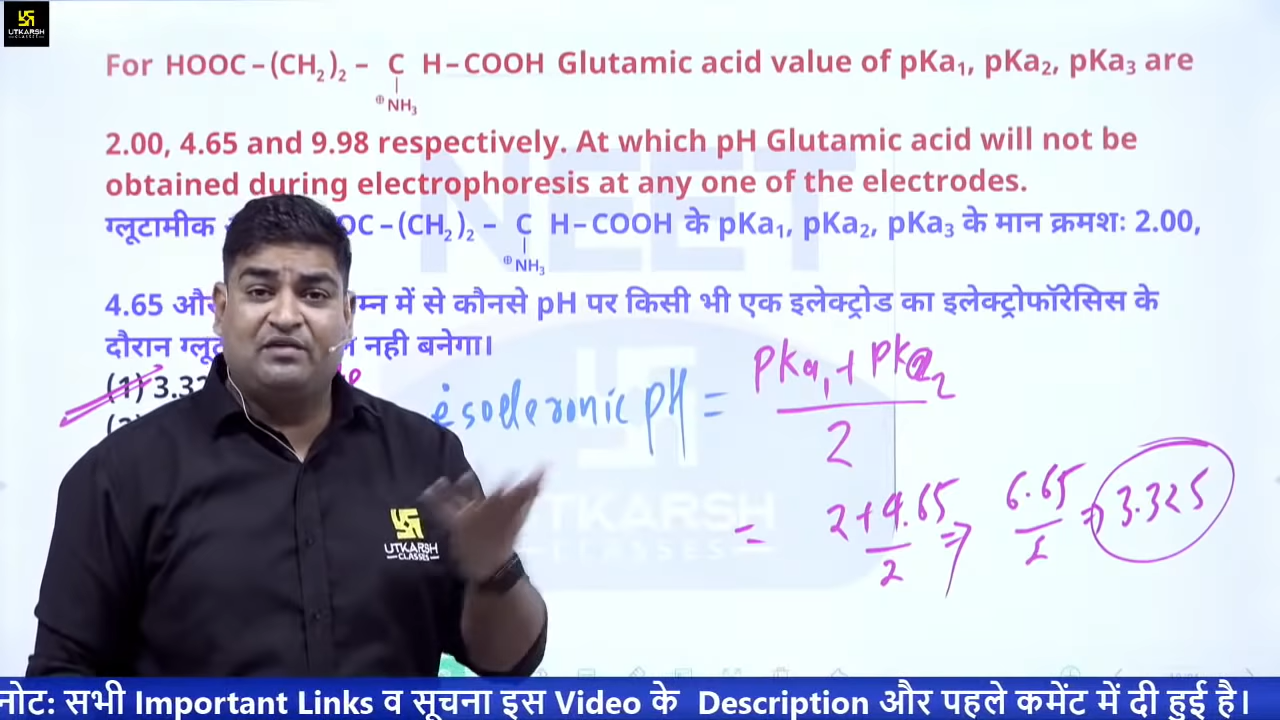 UTKARSH
CLASSES
For HOOC–(CH₂)₂ – C H–COOH Glutamic acid value of pKa₁, pKa₂, pKa₃ are
⊕NH₃
2.00, 4.65 and 9.98 respectively. At which pH Glutamic acid will not be
obtained during electrophoresis at any one of the electrodes.
ग्लूटामीक OC–(CH₂)₂ – C H–COOH के pKa₁, pKa₂, pKa₃ के मान क्रमशः 2.00,
⊕NH₃
4.65 और म्न में से कौनसे pH पर किसी भी एक इलेक्ट्रोड का इलेक्ट्रोफॉरेसिस के
दौरान नही बनेगा।
(1) 3.32
isoelectronic pH = pKa₁ + pKa₂
2
= 2+4.65 ⇒ 6.65 ⇒ 3.325
2 2
NEET
UTKARSH
CLASSES
UTKARSH
CLASSES
नोट: सभी Important Links व सूचना इस Video के Description और पहले कमेंट में दी हुई है।